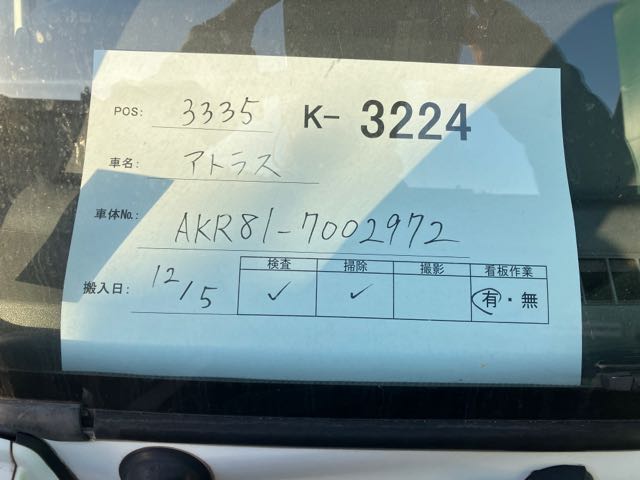 POS: 3335 K- 3224
車名: アトラス
車体No.: AKR81-7002972
搬入日: 12/5
検査 掃除 撮影 看板作業
✓ ✓ 有・無